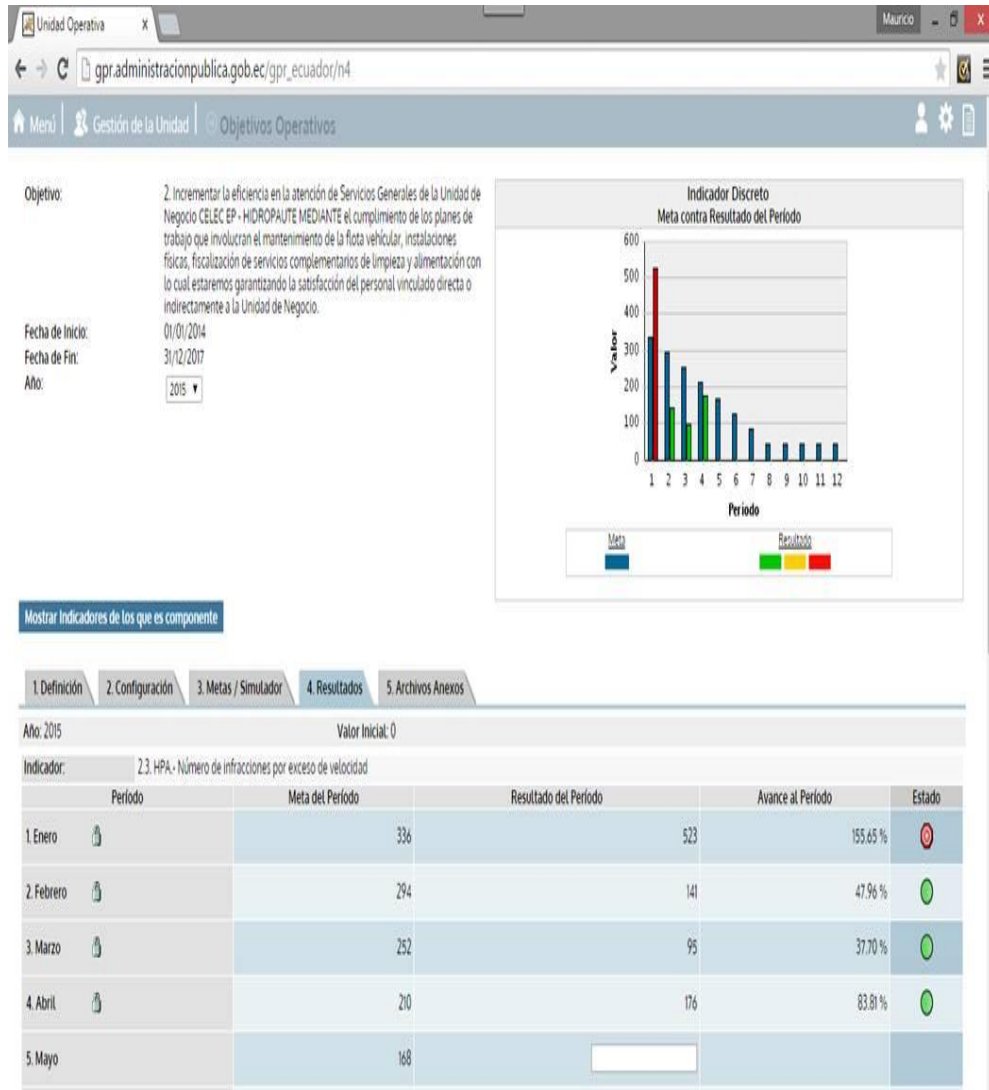 Unidad Operativa x
Maurico
gpr.administracionpublica.gob.ec/gpr_ecuador/n4
Menú Gestión de la Unidad Objetivos Operativos
Objetivo: 2. Incrementar la eficiencia en la atención de Servicios Generales de la Unidad de
Negocio CELEC EP - HIDROPAUTE MEDIANTE el cumplimiento de los planes de
trabajo que involucran el mantenimiento de la flota vehícular, instalaciones
físicas, fiscalización de servicios complementarios de limpieza y alimentación con
lo cual estaremos garantizando la satisfacción del personal vinculado directa o
indirectamente a la Unidad de Negocio.
Fecha de Inicio: 01/01/2014
Fecha de Fin: 31/12/2017
Año: 2015
Indicador Discreto
Meta contra Resultado del Período
600
500
400
300
200
100
0
Valor
1 2 3 4 5 6 7 8 9 10 11 12
Periodo
Meta Resultado
Mostrar Indicadores de los que es componente
1. Definición 2. Configuración 3. Metas / Simulador 4. Resultados 5. Archivos Anexos
Año: 2015 Valor Inicial: 0
Indicador: 2.3. HPA.- Número de infracciones por exceso de velocidad
Período Meta del Período Resultado del Período Avance al Período Estado
1. Enero 336 523 155.65 %
2. Febrero 294 141 47.96 %
3. Marzo 252 95 37.70 %
4. Abril 210 176 83.81 %
5. Mayo 168